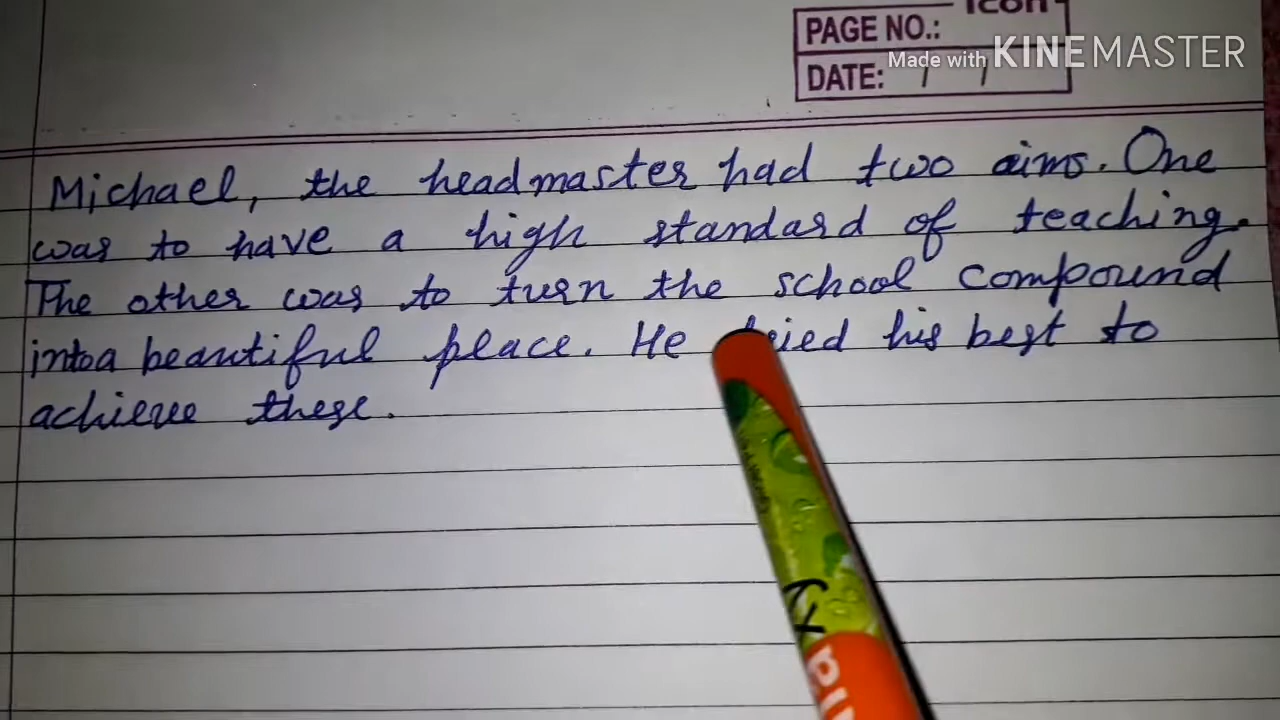 Icon
PAGE NO.:
DATE: / /
Made with KINEMASTER
Michael, the headmaster had two aims. One
was to have a high standard of teaching.
The other was to turn the school compound
into a beautiful place. He tried his best to
achieve these.